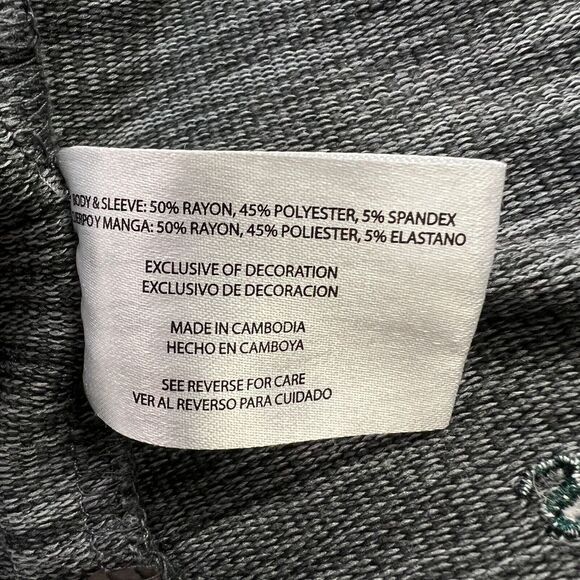 BODY & SLEEVE: 50% RAYON, 45% POLYESTER, 5% SPANDEX
CUERPO Y MANGA: 50% RAYON, 45% POLIESTER, 5% ELASTANO
EXCLUSIVE OF DECORATION
EXCLUSIVO DE DECORACION
MADE IN CAMBODIA
HECHO EN CAMBOYA
SEE REVERSE FOR CARE
VER AL REVERSO PARA CUIDADO